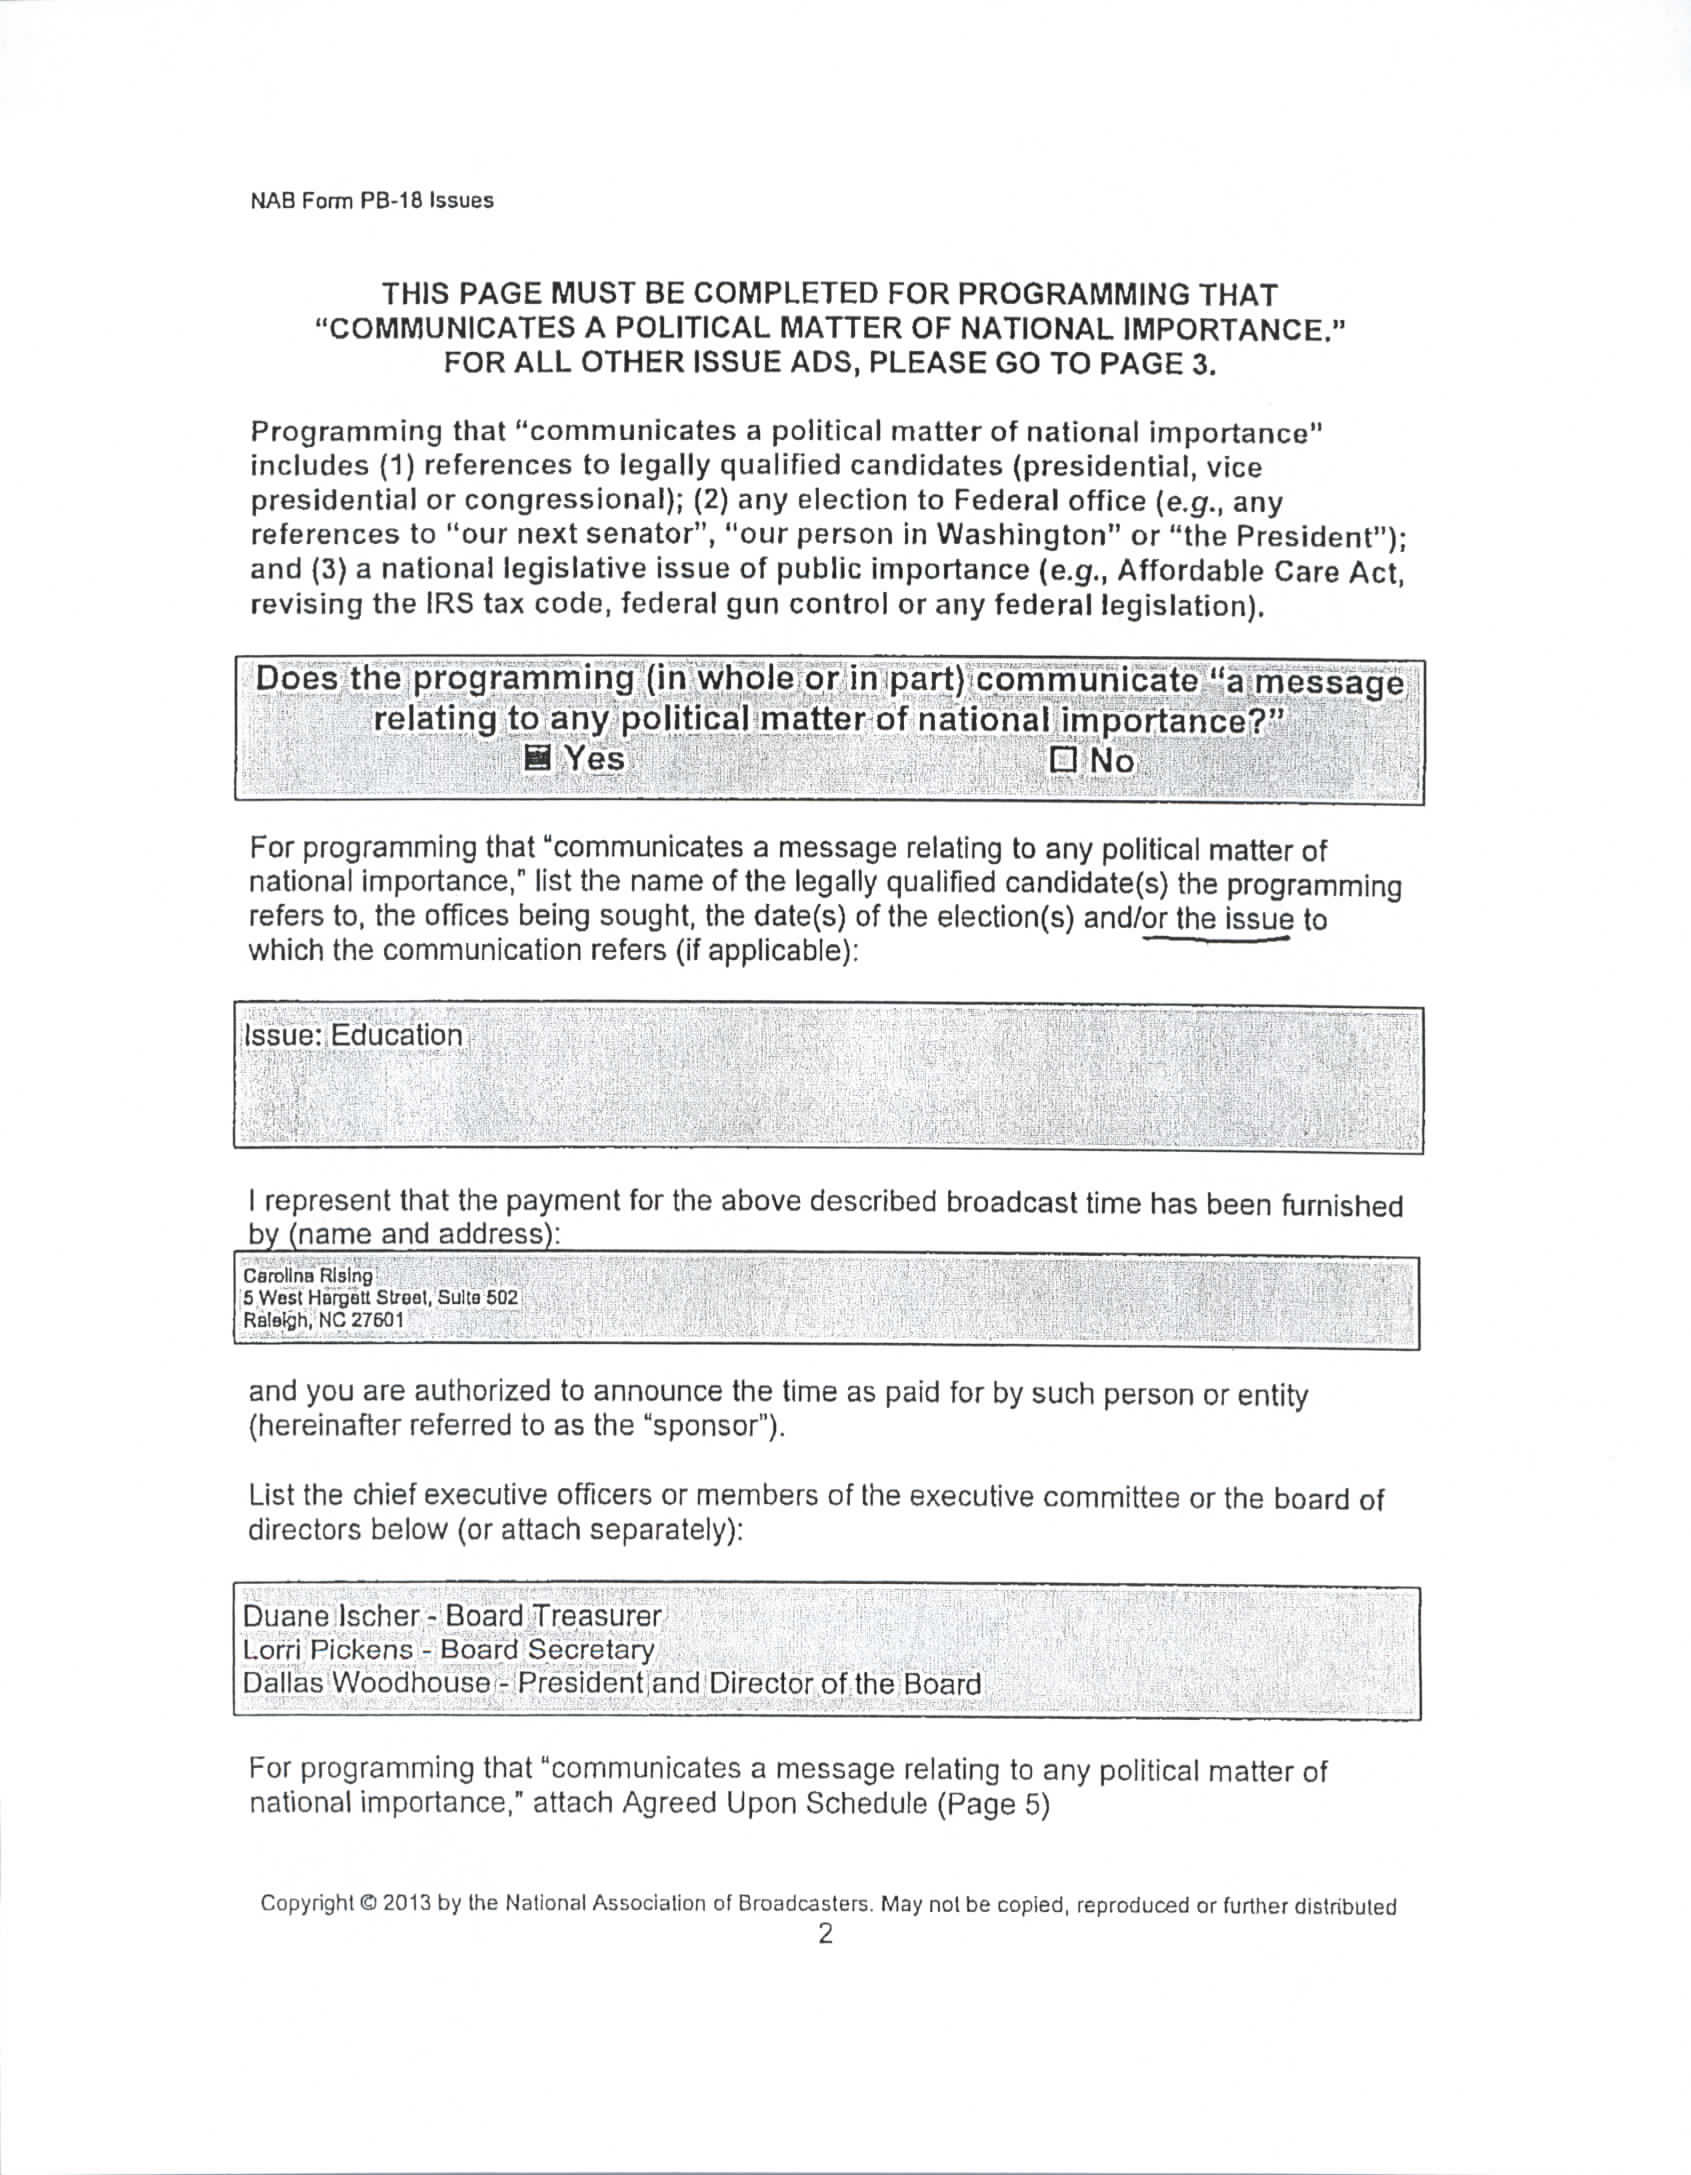 NAB Form PB-18 Issues
THIS PAGE MUST BE COMPLETED FOR PROGRAMMING THAT
“COMMUNICATES A POLITICAL MATTER OF NATIONAL IMPORTANCE.”
FOR ALL OTHER ISSUE ADS, PLEASE GO TO PAGE 3.
Programming that “communicates a political matter of national importance”
includes (1) references to legally qualified candidates (presidential, vice
presidential or congressional); (2) any election to Federal office (e.g., any
references to “our next senator”, “our person in Washington” or “the President”);
and (3) a national legislative issue of public importance (e.g., Affordable Care Act,
revising the IRS tax code, federal gun control or any federal legislation).
Does the programming (in whole or in part) communicate “a message
relating to any political matter of national importance?”
Yes No
For programming that “communicates a message relating to any political matter of
national importance,” list the name of the legally qualified candidate(s) the programming
refers to, the offices being sought, the date(s) of the election(s) and/or the issue to
which the communication refers (if applicable):
Issue: Education
I represent that the payment for the above described broadcast time has been furnished
by (name and address):
Carolina Rising
5 West Hargett Street, Suite 502
Raleigh, NC 27601
and you are authorized to announce the time as paid for by such person or entity
(hereinafter referred to as the “sponsor”).
List the chief executive officers or members of the executive committee or the board of
directors below (or attach separately):
Duane Ischer - Board Treasurer
Lorri Pickens - Board Secretary
Dallas Woodhouse - President and Director of the Board
For programming that “communicates a message relating to any political matter of
national importance,” attach Agreed Upon Schedule (Page 5)
Copyright © 2013 by the National Association of Broadcasters. May not be copied, reproduced or further distributed
2